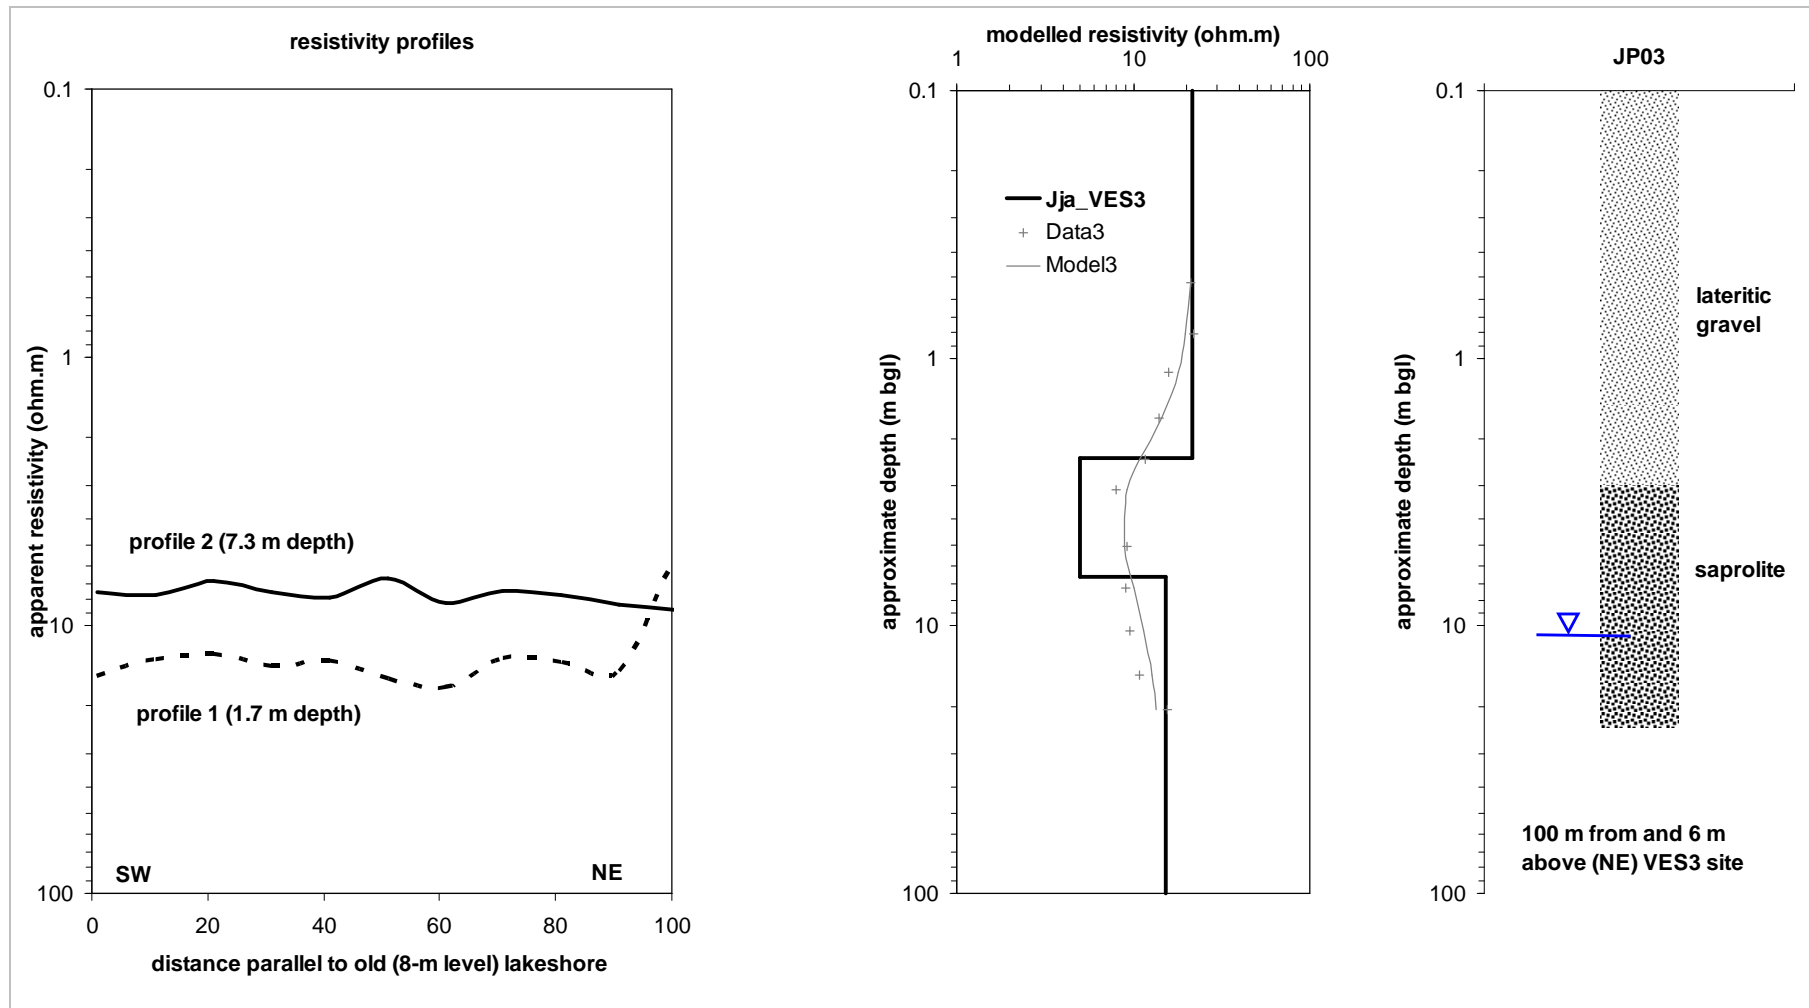 resistivity profiles
0.1
1
10
100
apparent resistivity (ohm.m)
profile 2 (7.3 m depth)
profile 1 (1.7 m depth)
SW
NE
0
20
40
60
80
100
distance parallel to old (8-m level) lakeshore
modelled resistivity (ohm.m)
1
10
100
0.1
1
10
100
approximate depth (m bgl)
Jja_VES3
Data3
Model3
JP03
0.1
1
10
100
approximate depth (m bgl)
lateritic
gravel
saprolite
100 m from and 6 m
above (NE) VES3 site